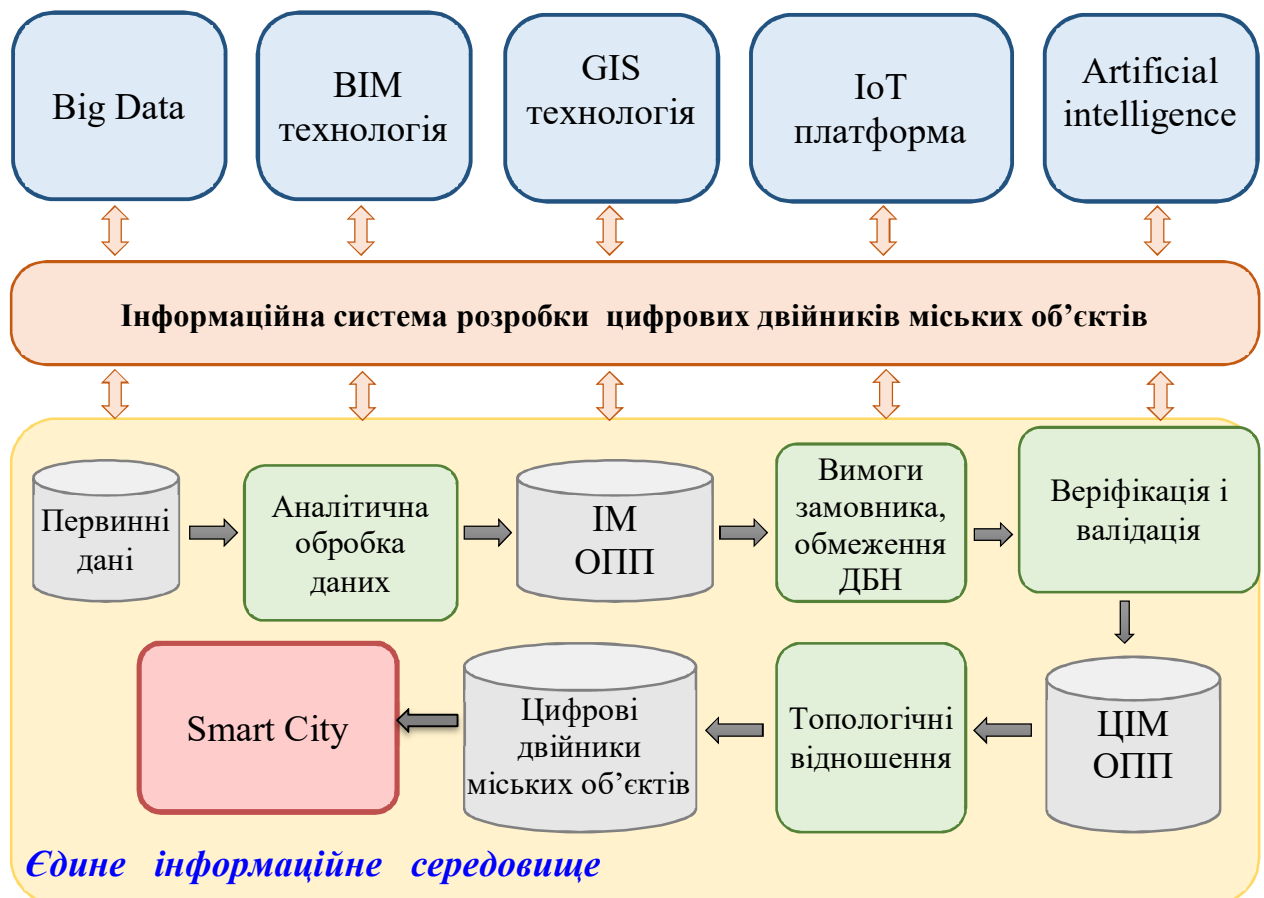 Big Data
BIM
технологія
GIS
технологія
IoT
платформа
Artificial
intelligence
Інформаційна система розробки цифрових двійників міських об’єктів
Первинні
дані
Аналітична
обробка
даних
ІМ
ОПП
Вимоги
замовника,
обмеження
ДБН
Веріфікація і
валідація
Smart City
Цифрові
двійники
міських об’єктів
Топологічні
відношення
ЦІМ
ОПП
Єдине інформаційне середовище